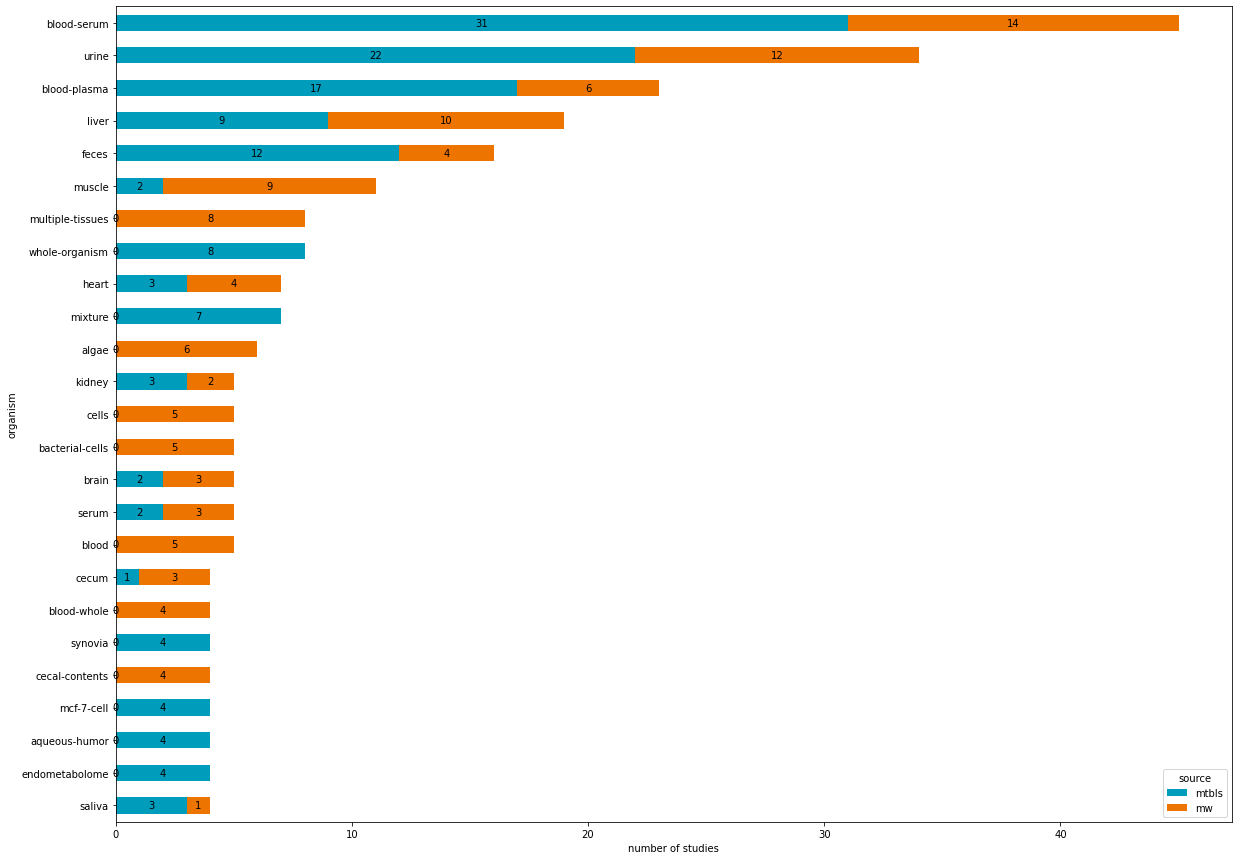 blood-serum 31 14
urine 22 12
blood-plasma 17 6
liver 9 10
feces 12 4
muscle 2 9
multiple-tissues 0 8
whole-organism 0 8
heart 3 4
mixture 0 7
algae 0 6
kidney 3 2
cells 0 5
bacterial-cells 0 5
brain 2 3
serum 2 3
blood 0 5
cecum 1 3
blood-whole 0 4
synovia 0 4
cecal-contents 0 4
mcf-7-cell 0 4
aqueous-humor 0 4
endometabolome 0 4
saliva 3 1
organism
0 10 20 30 40
number of studies
source
mtbls
mw